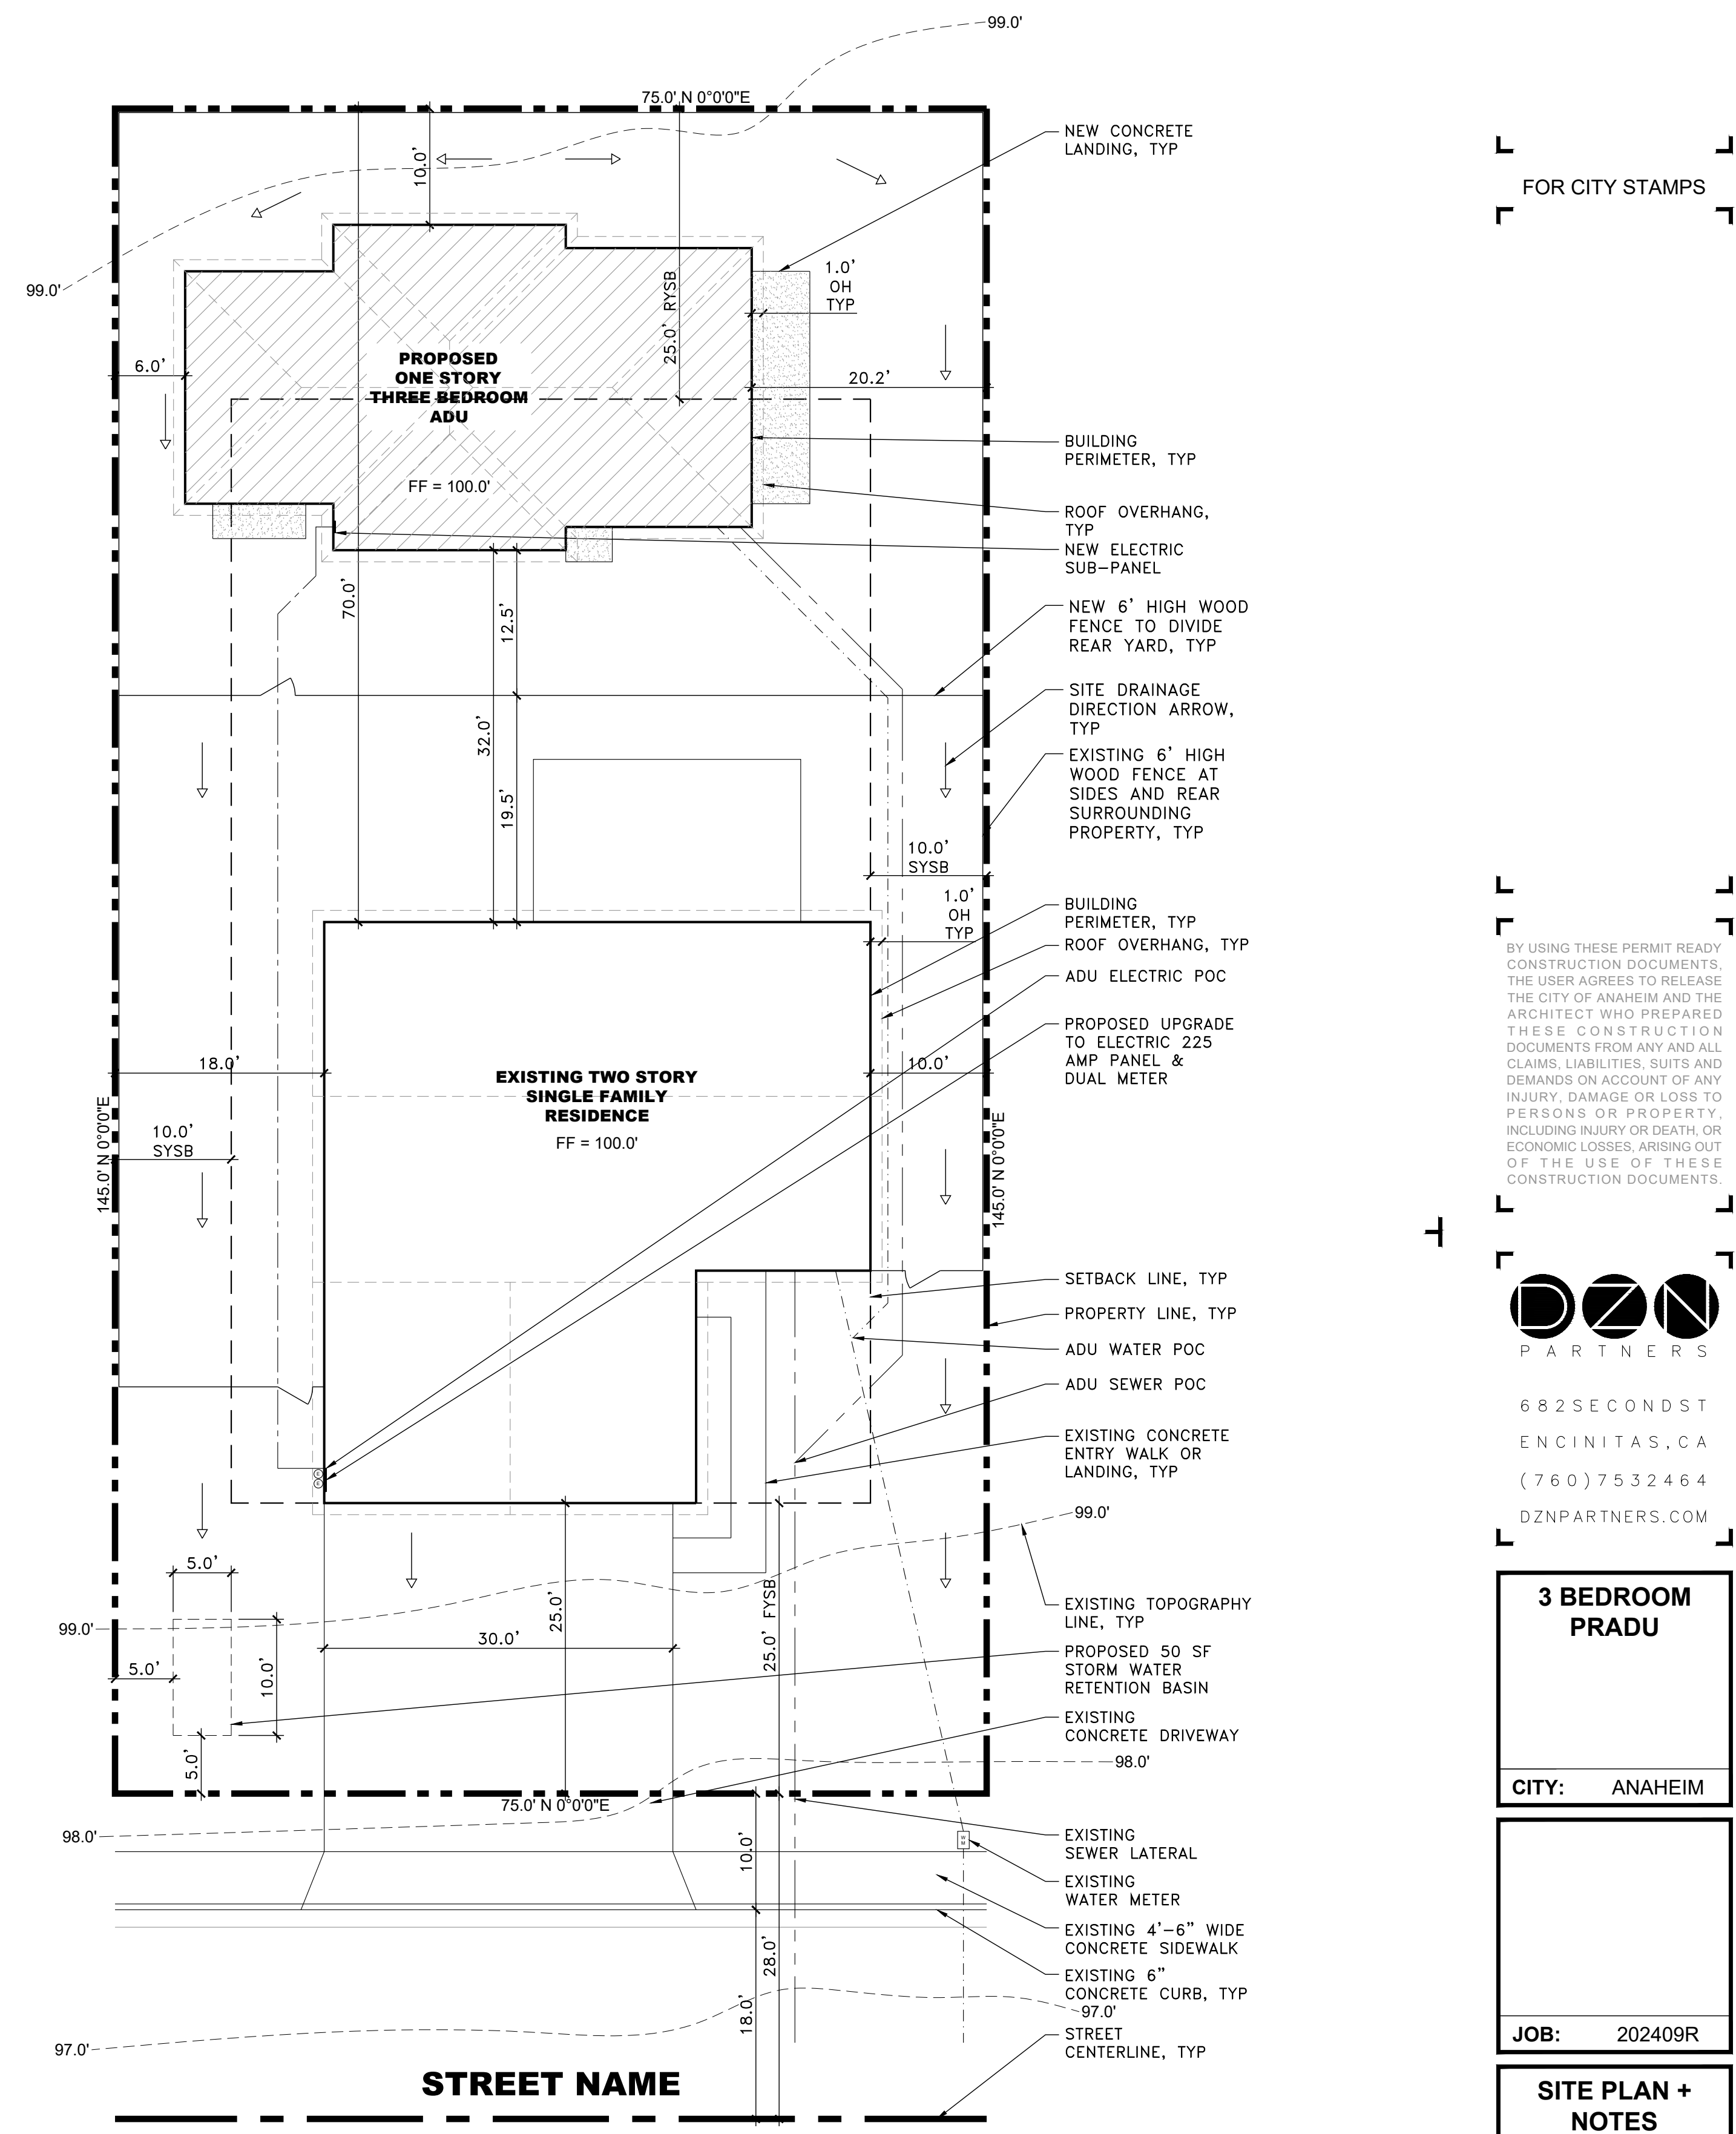 99.0'
75.0' N 0°0'0"E
NEW CONCRETE
LANDING, TYP
10.0'
99.0'
25.0' RYSB
1.0'
OH
TYP
6.0'
PROPOSED
ONE STORY
THREE BEDROOM
ADU
20.2'
FF = 100.0'
BUILDING
PERIMETER, TYP
ROOF OVERHANG,
TYP
NEW ELECTRIC
SUB-PANEL
70.0'
12.5'
NEW 6' HIGH WOOD
FENCE TO DIVIDE
REAR YARD, TYP
SITE DRAINAGE
DIRECTION ARROW,
TYP
32.0'
19.5'
EXISTING 6' HIGH
WOOD FENCE AT
SIDES AND REAR
SURROUNDING
PROPERTY, TYP
10.0'
SYSB
1.0'
OH
TYP
BUILDING
PERIMETER, TYP
ROOF OVERHANG, TYP
ADU ELECTRIC POC
PROPOSED UPGRADE
TO ELECTRIC 225
AMP PANEL &
DUAL METER
18.0'
10.0'
EXISTING TWO STORY
SINGLE FAMILY
RESIDENCE
FF = 100.0'
10.0'
SYSB
145.0' N 0°0'0"E
145.0' N 0°0'0"E
SETBACK LINE, TYP
PROPERTY LINE, TYP
ADU WATER POC
ADU SEWER POC
EXISTING CONCRETE
ENTRY WALK OR
LANDING, TYP
E
E
99.0'
5.0'
25.0'
25.0' FYSB
EXISTING TOPOGRAPHY
LINE, TYP
99.0'
30.0'
5.0'
10.0'
PROPOSED 50 SF
STORM WATER
RETENTION BASIN
EXISTING
CONCRETE DRIVEWAY
5.0'
98.0'
75.0' N 0°0'0"E
98.0'
10.0'
W
M
EXISTING
SEWER LATERAL
EXISTING
WATER METER
EXISTING 4'-6" WIDE
CONCRETE SIDEWALK
28.0'
18.0'
EXISTING 6"
CONCRETE CURB, TYP
97.0'
97.0'
STREET
CENTERLINE, TYP
STREET NAME
FOR CITY STAMPS
BY USING THESE PERMIT READY
CONSTRUCTION DOCUMENTS,
THE USER AGREES TO RELEASE
THE CITY OF ANAHEIM AND THE
ARCHITECT WHO PREPARED
THESE CONSTRUCTION
DOCUMENTS FROM ANY AND ALL
CLAIMS, LIABILITIES, SUITS AND
DEMANDS ON ACCOUNT OF ANY
INJURY, DAMAGE OR LOSS TO
PERSONS OR PROPERTY,
INCLUDING INJURY OR DEATH, OR
ECONOMIC LOSSES, ARISING OUT
OF THE USE OF THESE
CONSTRUCTION DOCUMENTS.
DZN
PARTNERS
682SECONDST
ENCINITAS,CA
(760)7532464
DZNPARTNERS.COM
3 BEDROOM
PRADU
CITY: ANAHEIM
JOB: 202409R
SITE PLAN +
NOTES